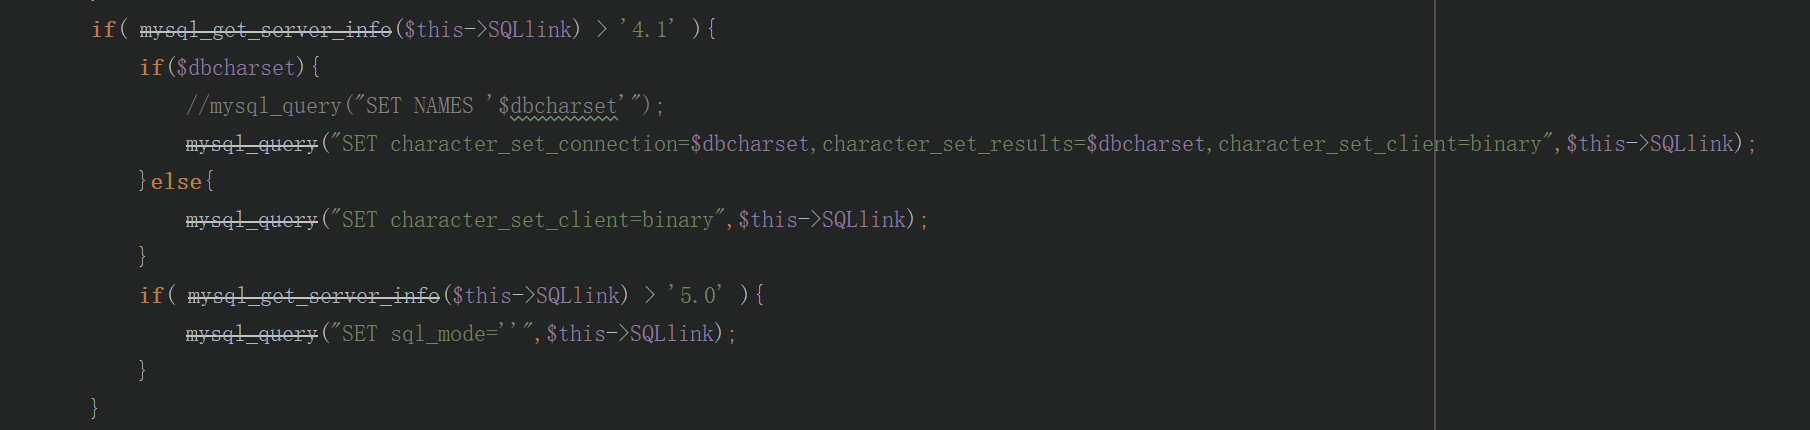 if( mysql_get_server_info($this->SQLlink) > '4.1' ){
if($dbcharset){
//mysql_query("SET NAMES '$dbcharset'");
mysql_query("SET character_set_connection=$dbcharset,character_set_results=$dbcharset,character_set_client=binary",$this->SQLlink);
}else{
mysql_query("SET character_set_client=binary",$this->SQLlink);
}
if( mysql_get_server_info($this->SQLlink) > '5.0' ){
mysql_query("SET sql_mode=''",$this->SQLlink);
}
}